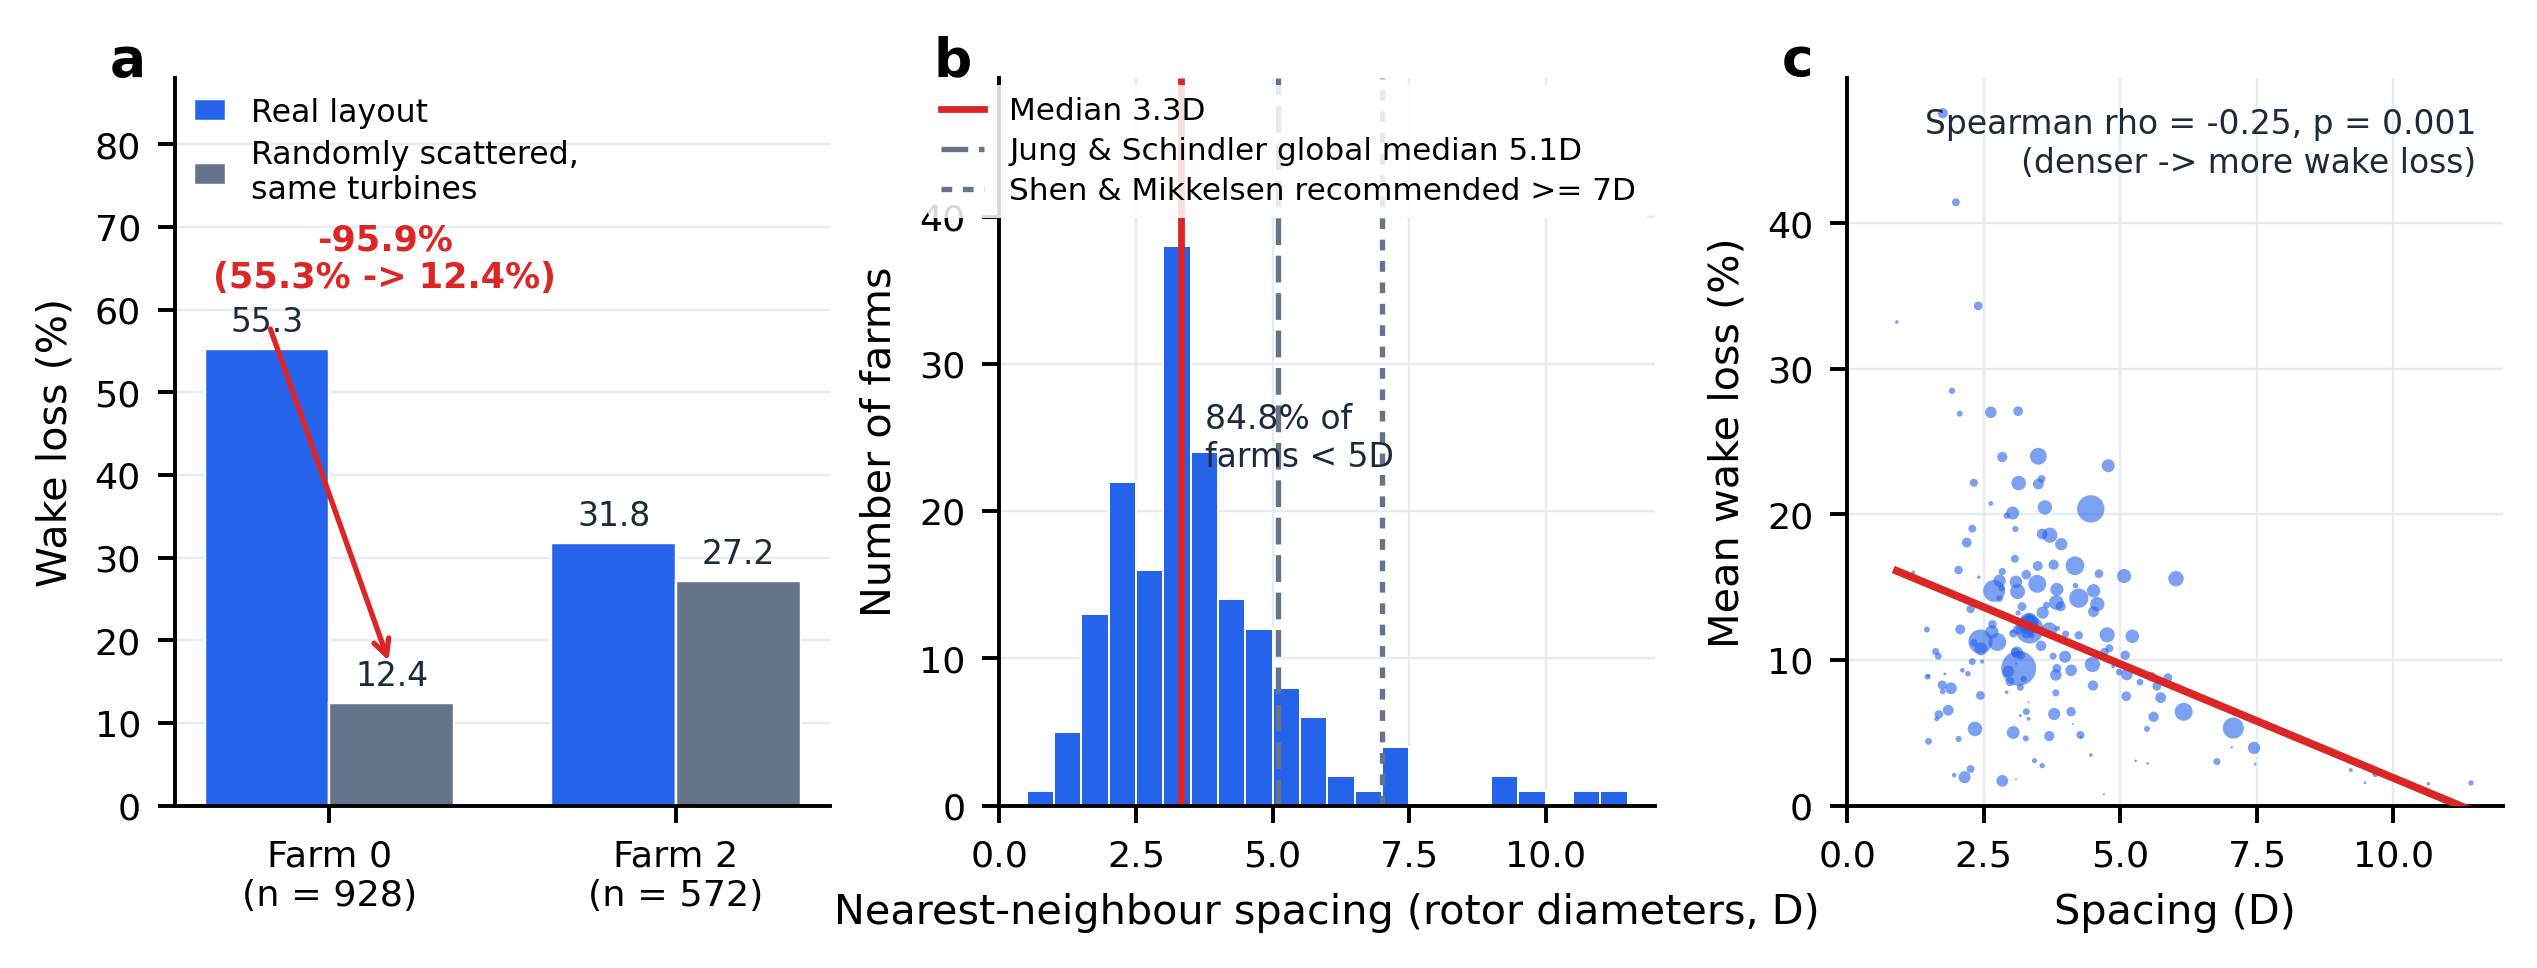 a
Real layout
Randomly scattered,
same turbines
-95.9%
(55.3% -> 12.4%)
55.3
12.4
31.8
27.2
Wake loss (%)
80
70
60
50
40
30
20
10
0
Farm 0
(n = 928)
Farm 2
(n = 572)
b
Median 3.3D
Jung & Schindler global median 5.1D
Shen & Mikkelsen recommended >= 7D
84.8% of
farms < 5D
Number of farms
40
30
20
10
0
0.0 2.5 5.0 7.5 10.0
Nearest-neighbour spacing (rotor diameters, D)
c
Spearman rho = -0.25, p = 0.001
(denser -> more wake loss)
Mean wake loss (%)
40
30
20
10
0
0.0 2.5 5.0 7.5 10.0
Spacing (D)